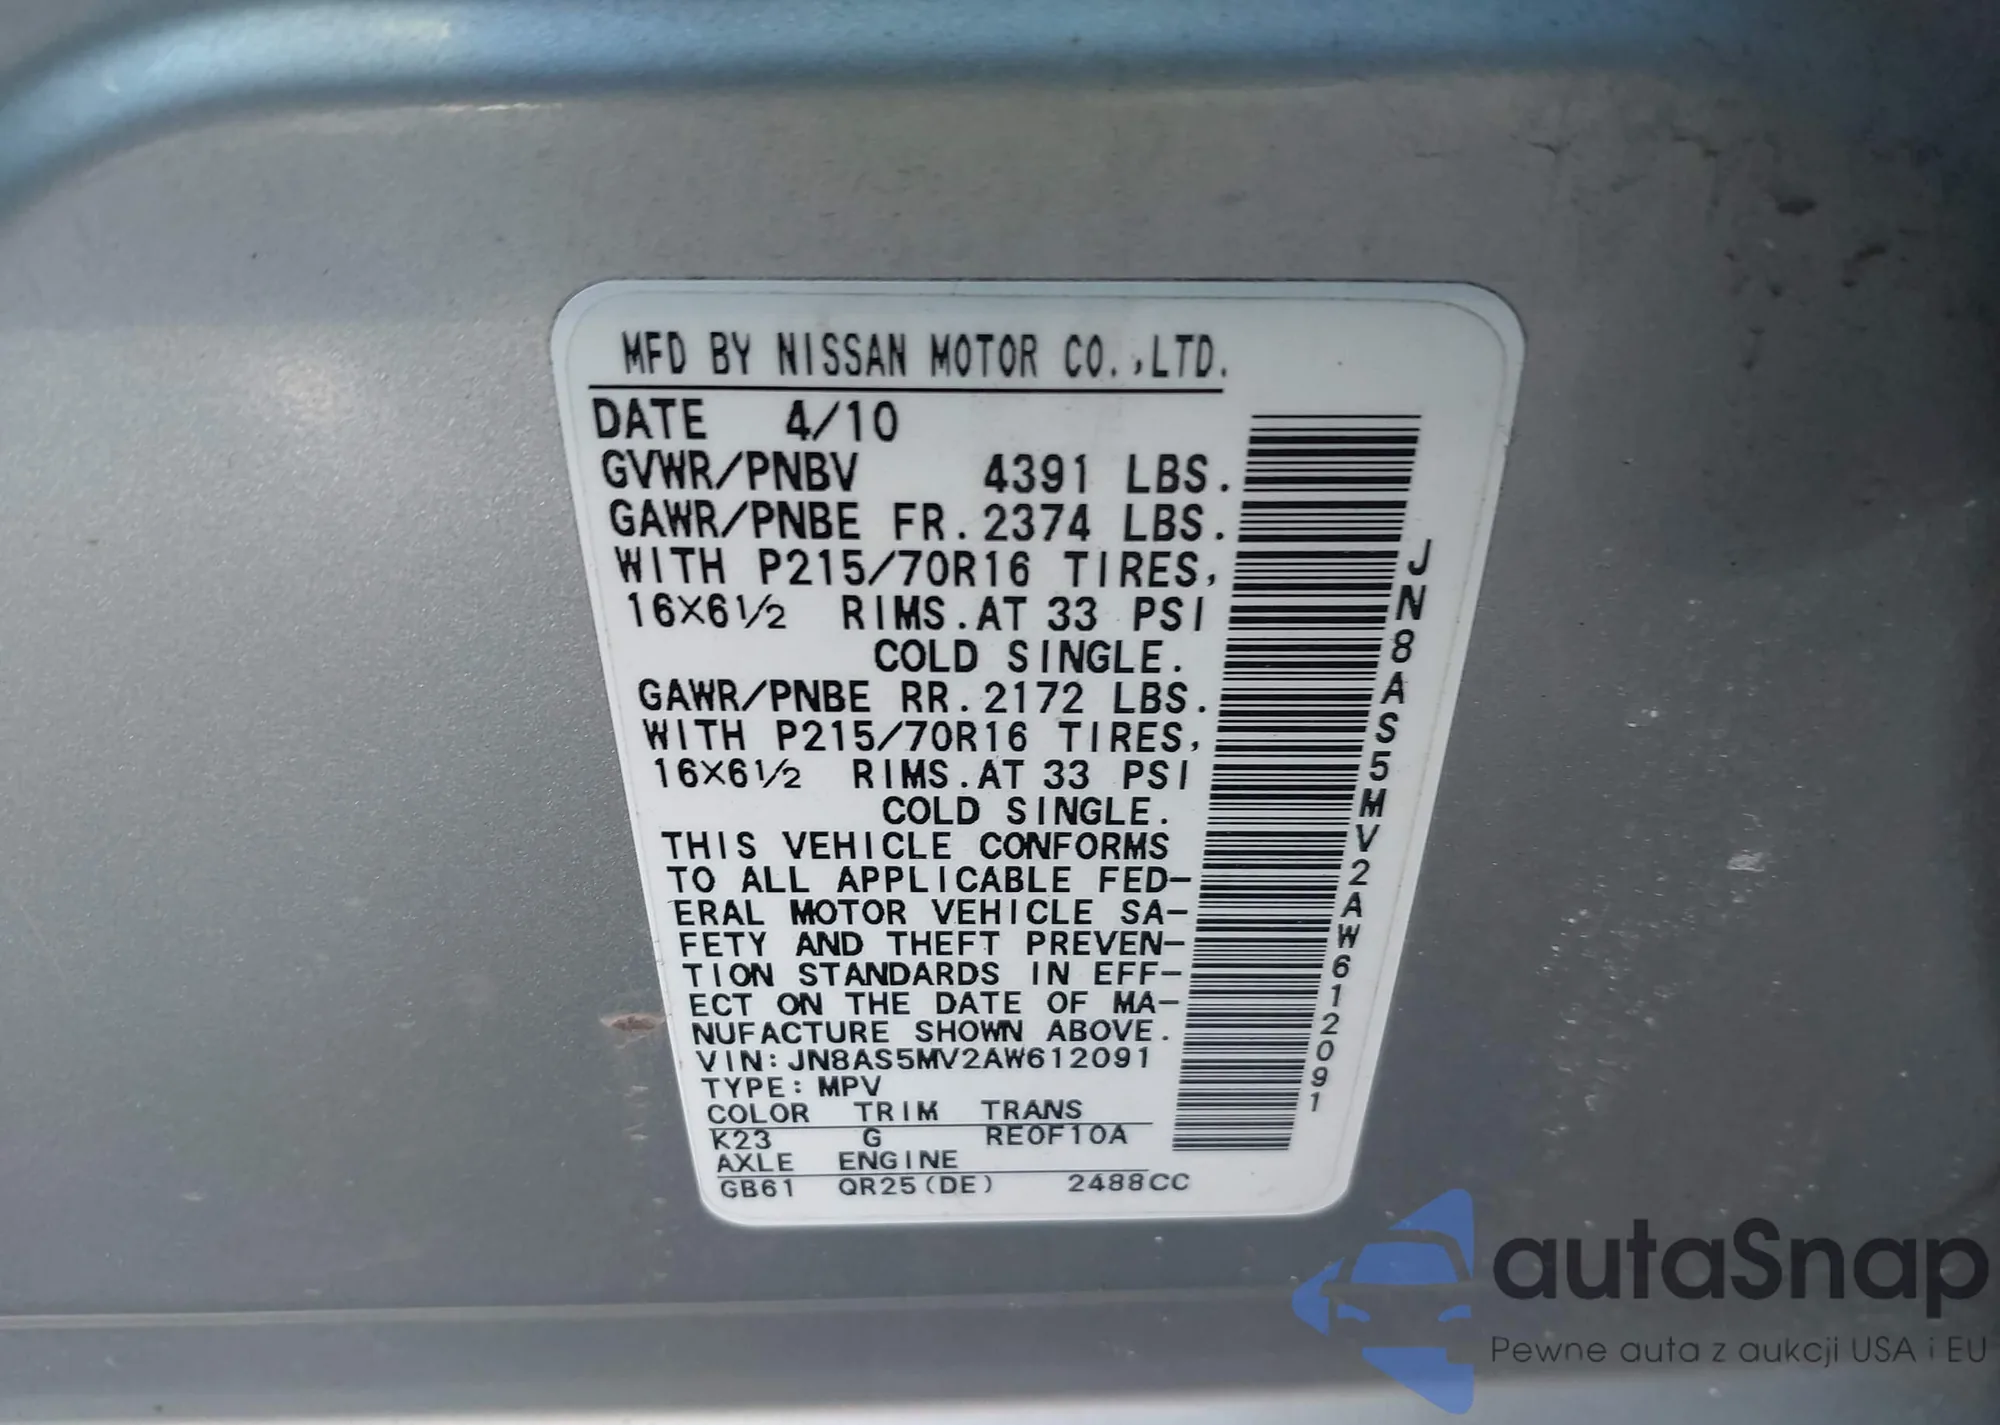 MFD BY NISSAN MOTOR CO.,LTD.
DATE 4/10
GVWR/PNBV 4391 LBS.
GAWR/PNBE FR. 2374 LBS.
WITH P215/70R16 TIRES,
16X6½ RIMS.AT 33 PSI
COLD SINGLE.
GAWR/PNBE RR. 2172 LBS.
WITH P215/70R16 TIRES,
16X6½ RIMS.AT 33 PSI
COLD SINGLE.
THIS VEHICLE CONFORMS
TO ALL APPLICABLE FED-
ERAL MOTOR VEHICLE SA-
FETY AND THEFT PREVEN-
TION STANDARDS IN EFF-
ECT ON THE DATE OF MA-
NUFACTURE SHOWN ABOVE.
VIN:JN8AS5MV2AW612091
TYPE:MPV
COLOR TRIM TRANS
K23 G RE0F10A
AXLE ENGINE
GB61 QR25(DE) 2488CC
JN8AS5MV2AW612091
autaSnap
Pewne auta z aukcji USA i EU